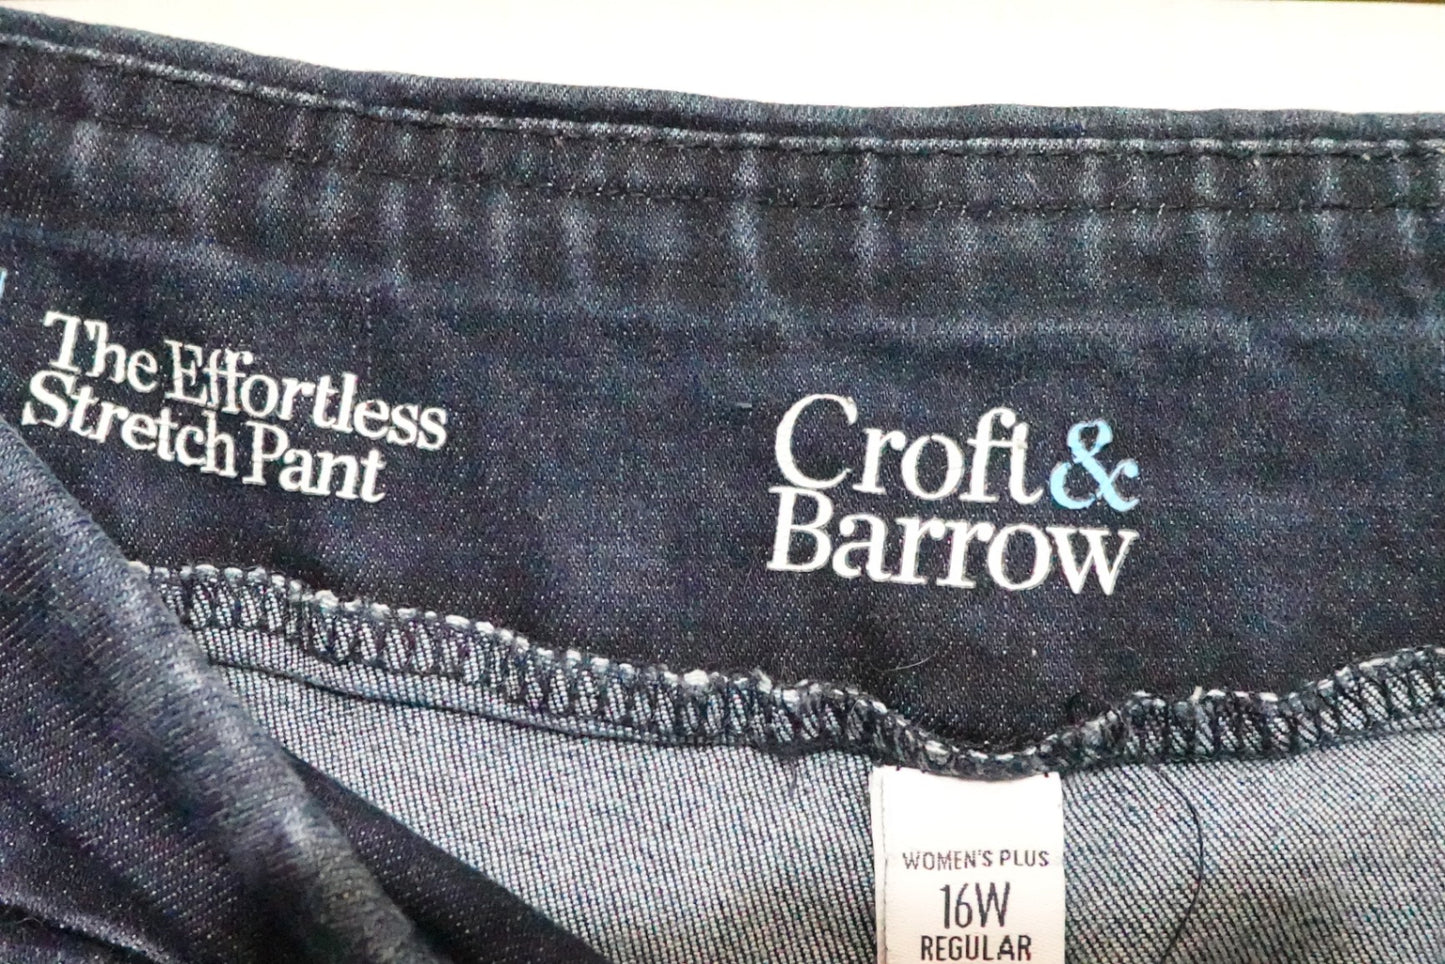 The Effortless
Stretch Pant
Croft &
Barrow
WOMEN'S PLUS
16W
REGULAR